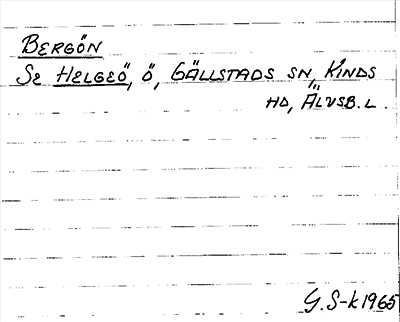 BERGÖN
SE HELGEÖ, Ö, GÄLLSTADS SN, KINDS
HD, ÄLVSB. L.
G.S-k 1965